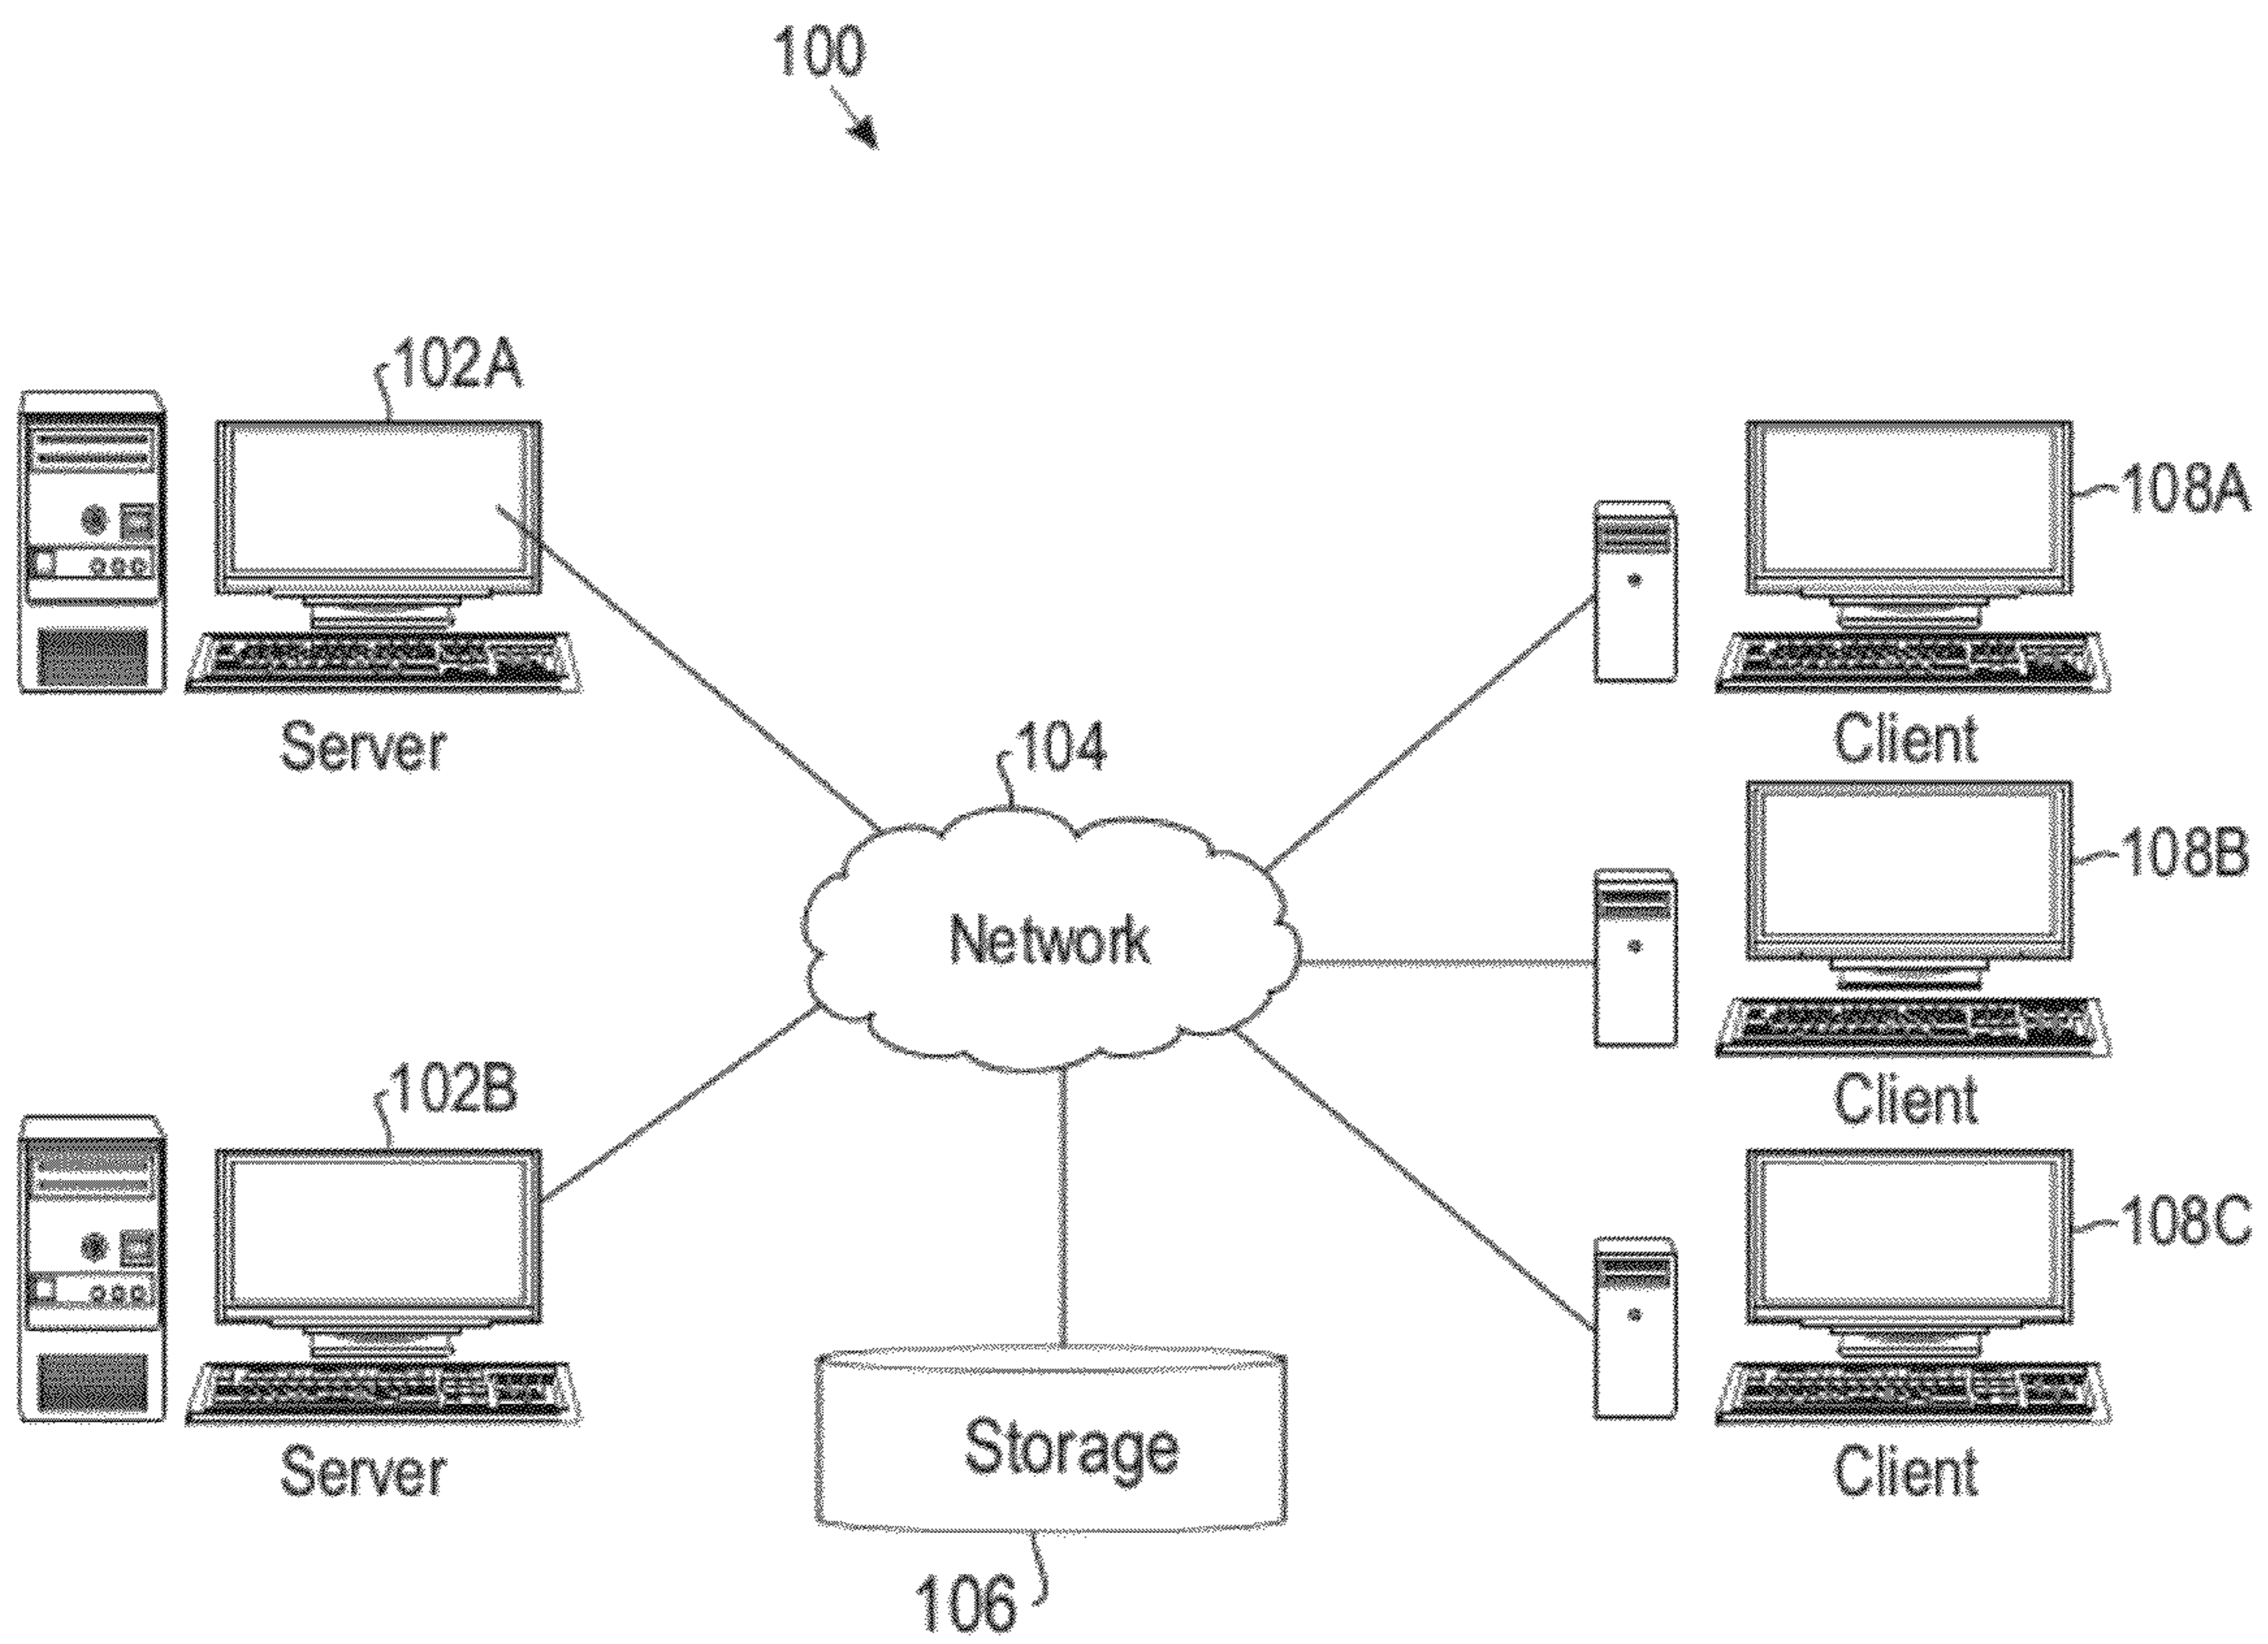 100
102A
108A
Server
104
Client
108B
Network
102B
Client
108C
Storage
Server
Client
106